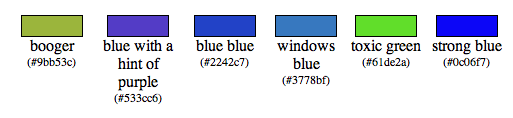 booger
(#9bb53c)
blue with a
hint of
purple
(#533cc6)
blue blue
(#2242c7)
windows
blue
(#3778bf)
toxic green
(#61de2a)
strong blue
(#0c06f7)